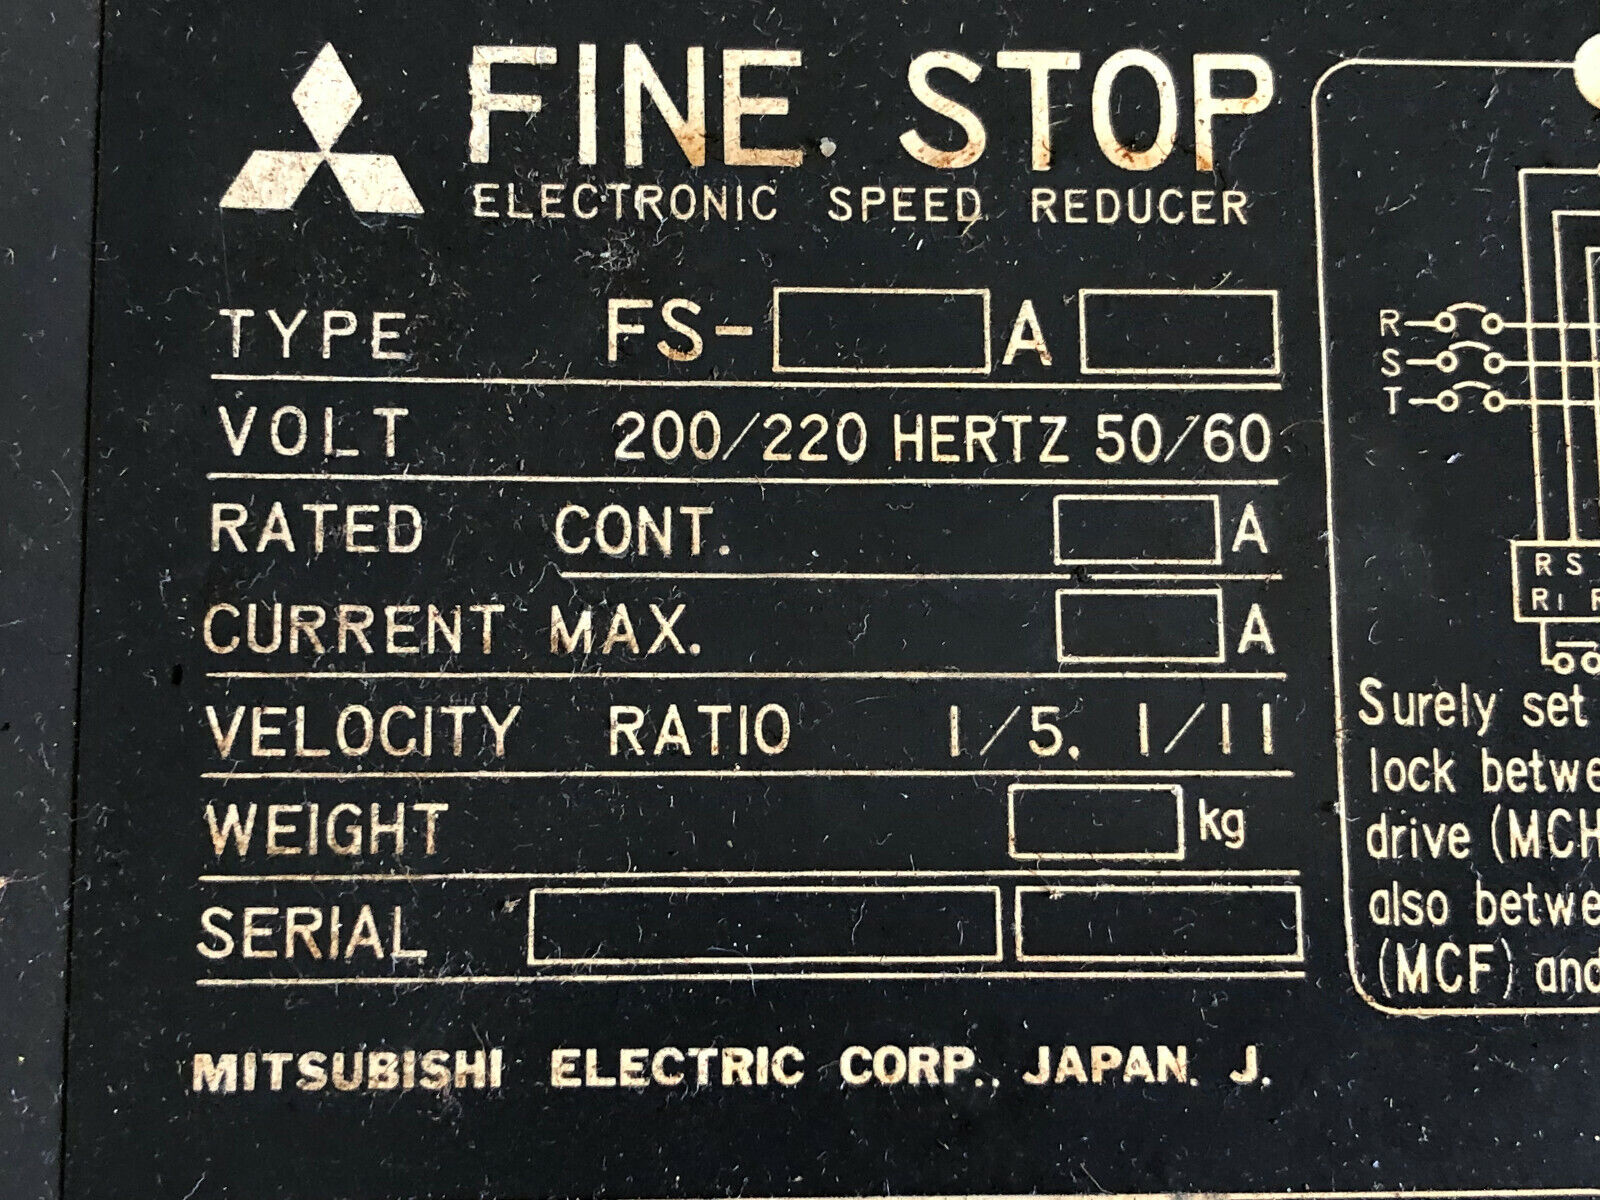 FINE STOP
ELECTRONIC SPEED REDUCER
TYPE FS- A
VOLT 200/220 HERTZ 50/60
RATED CONT. A
CURRENT MAX. A
VELOCITY RATIO 1/5. 1/11
WEIGHT kg
SERIAL
MITSUBISHI ELECTRIC CORP., JAPAN. J.
R
S
T
R S
R1
Surely set
lock
drive (MCH
also
(MCF) and